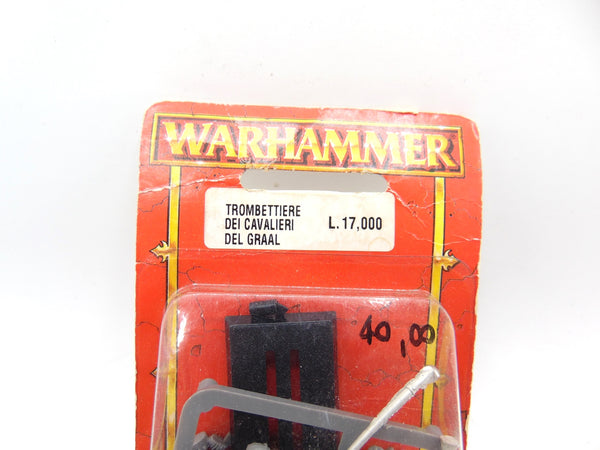 WARHAMMER
TROMBETTIERE
DEI CAVALIERI L. 17,000
DEL GRAAL
40,00